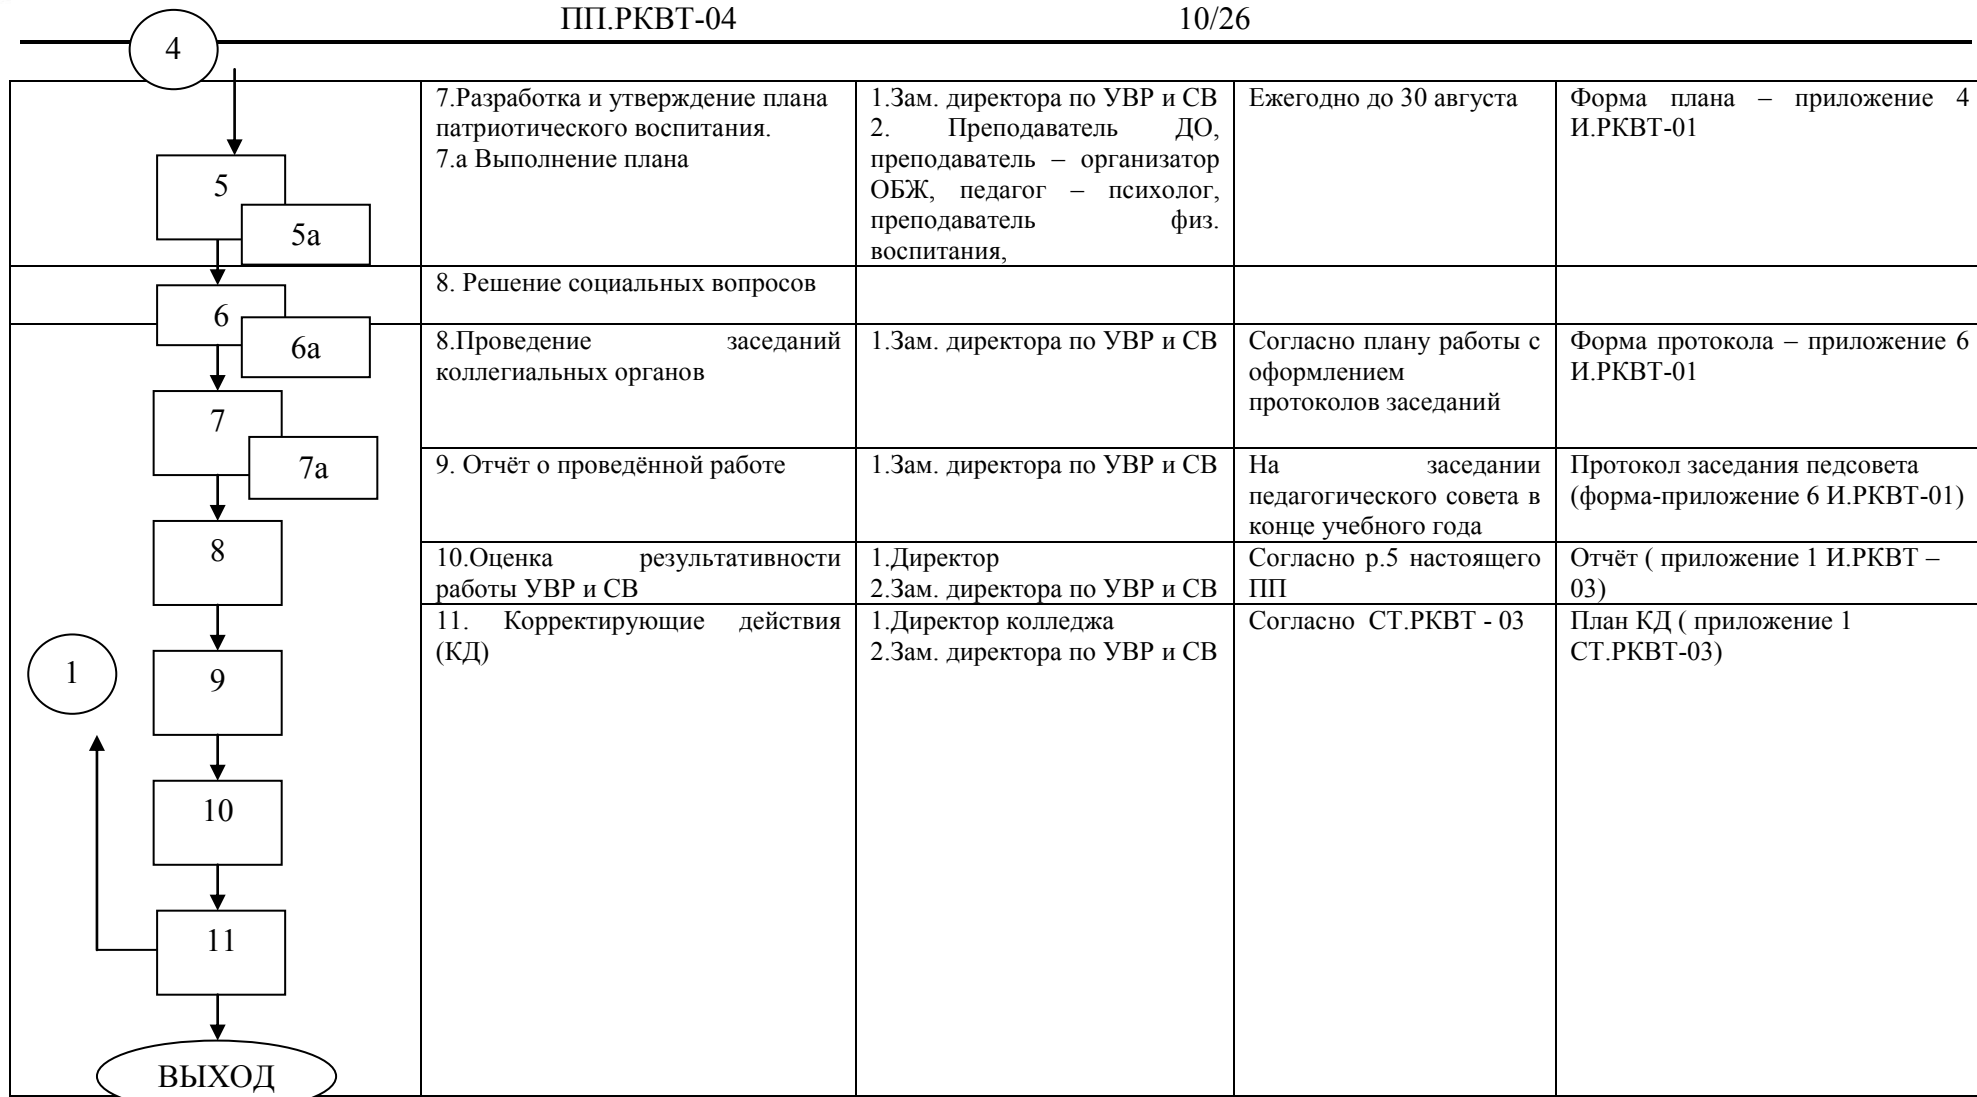 ПП.РКВТ-04 10/26
4
5
5а
6
6а
7
7а
8
9
1
10
11
ВЫХОД
7.Разработка и утверждение плана
патриотического воспитания.
7.а Выполнение плана
1.Зам. директора по УВР и СВ
2. Преподаватель ДО,
преподаватель – организатор
ОБЖ, педагог – психолог,
преподаватель физ.
воспитания,
Ежегодно до 30 августа
Форма плана – приложение 4
И.РКВТ-01
8. Решение социальных вопросов
8.Проведение заседаний
коллегиальных органов
1.Зам. директора по УВР и СВ
Согласно плану работы с
оформлением
протоколов заседаний
Форма протокола – приложение 6
И.РКВТ-01
9. Отчёт о проведённой работе
1.Зам. директора по УВР и СВ
На заседании
педагогического совета в
конце учебного года
Протокол заседания педсовета
(форма-приложение 6 И.РКВТ-01)
10.Оценка результативности
работы УВР и СВ
1.Директор
2.Зам. директора по УВР и СВ
Согласно р.5 настоящего
ПП
Отчёт ( приложение 1 И.РКВТ –
03)
11. Корректирующие действия
(КД)
1.Директор колледжа
2.Зам. директора по УВР и СВ
Согласно СТ.РКВТ - 03
План КД ( приложение 1
СТ.РКВТ-03)